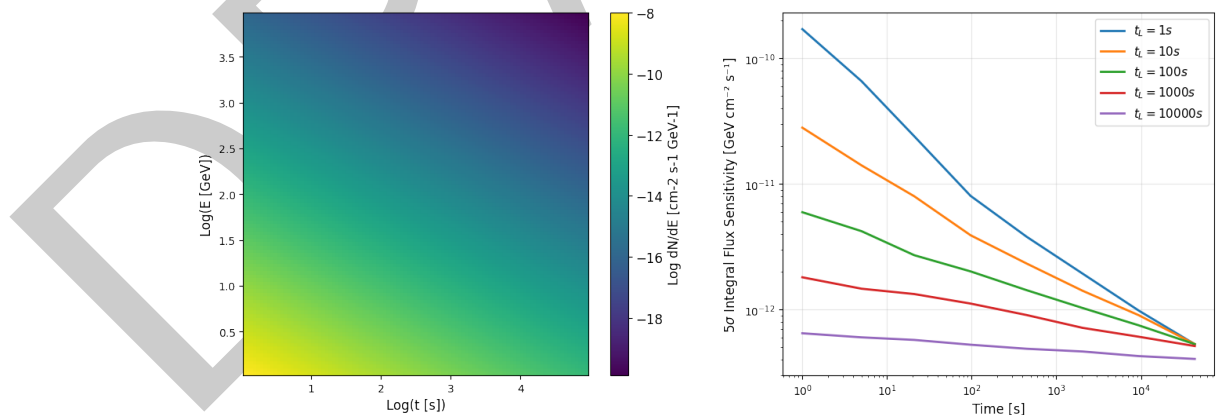 3.5
3.0
2.5
2.0
1.5
1.0
0.5
1
2
3
4
Log(t [s])
Log(E [GeV])
−8
−10
−12
−14
−16
−18
Log dN/dE [cm-2 s-1 GeV-1]
10⁻¹⁰
10⁻¹¹
10⁻¹²
5σ Integral Flux Sensitivity [GeV cm⁻² s⁻¹]
10⁰
10¹
10²
10³
10⁴
Time [s]
t_L = 1s
t_L = 10s
t_L = 100s
t_L = 1000s
t_L = 10000s